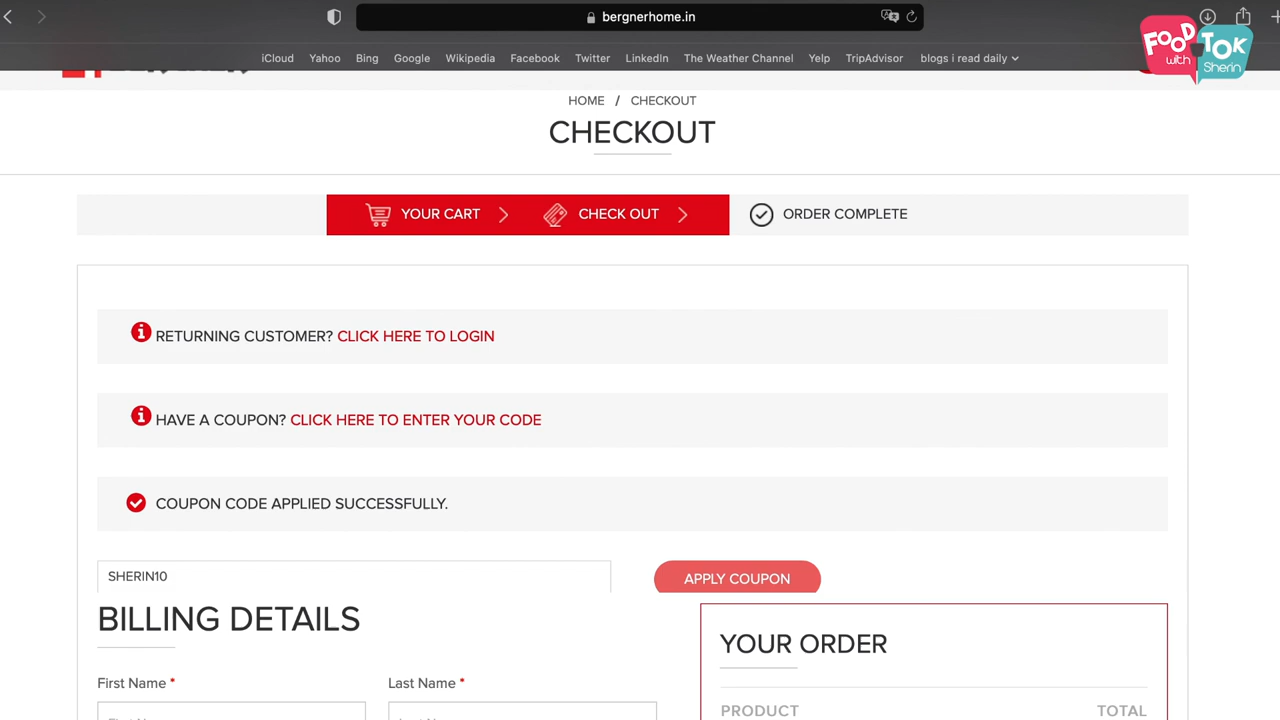 bergnerhome.in
FOOD with TOK Sherin
iCloud Yahoo Bing Google Wikipedia Facebook Twitter LinkedIn The Weather Channel Yelp TripAdvisor blogs i read daily
HOME / CHECKOUT
CHECKOUT
YOUR CART CHECK OUT ORDER COMPLETE
RETURNING CUSTOMER? CLICK HERE TO LOGIN
HAVE A COUPON? CLICK HERE TO ENTER YOUR CODE
COUPON CODE APPLIED SUCCESSFULLY.
SHERIN10 APPLY COUPON
BILLING DETAILS
YOUR ORDER
First Name * Last Name *
PRODUCT TOTAL